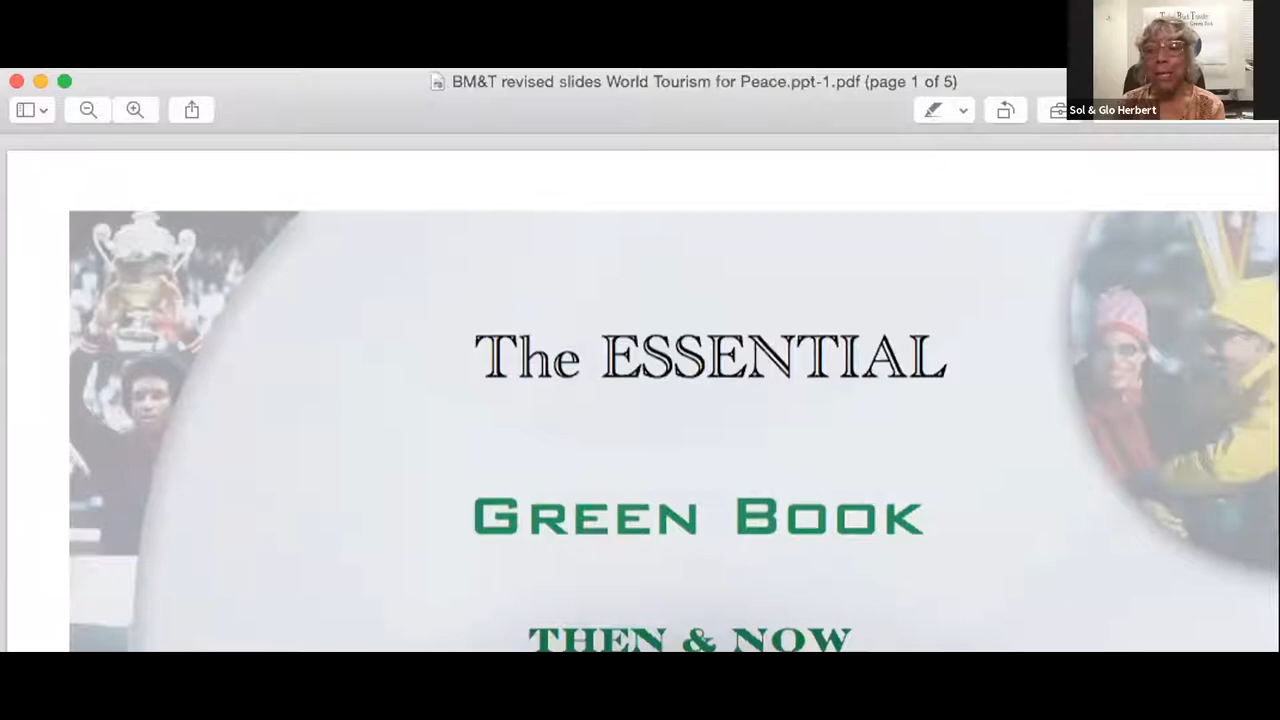 BM&T revised slides World Tourism for Peace.ppt-1.pdf (page 1 of 5)
Sol & Glo Herbert
The ESSENTIAL
GREEN BOOK
THEN & NOW